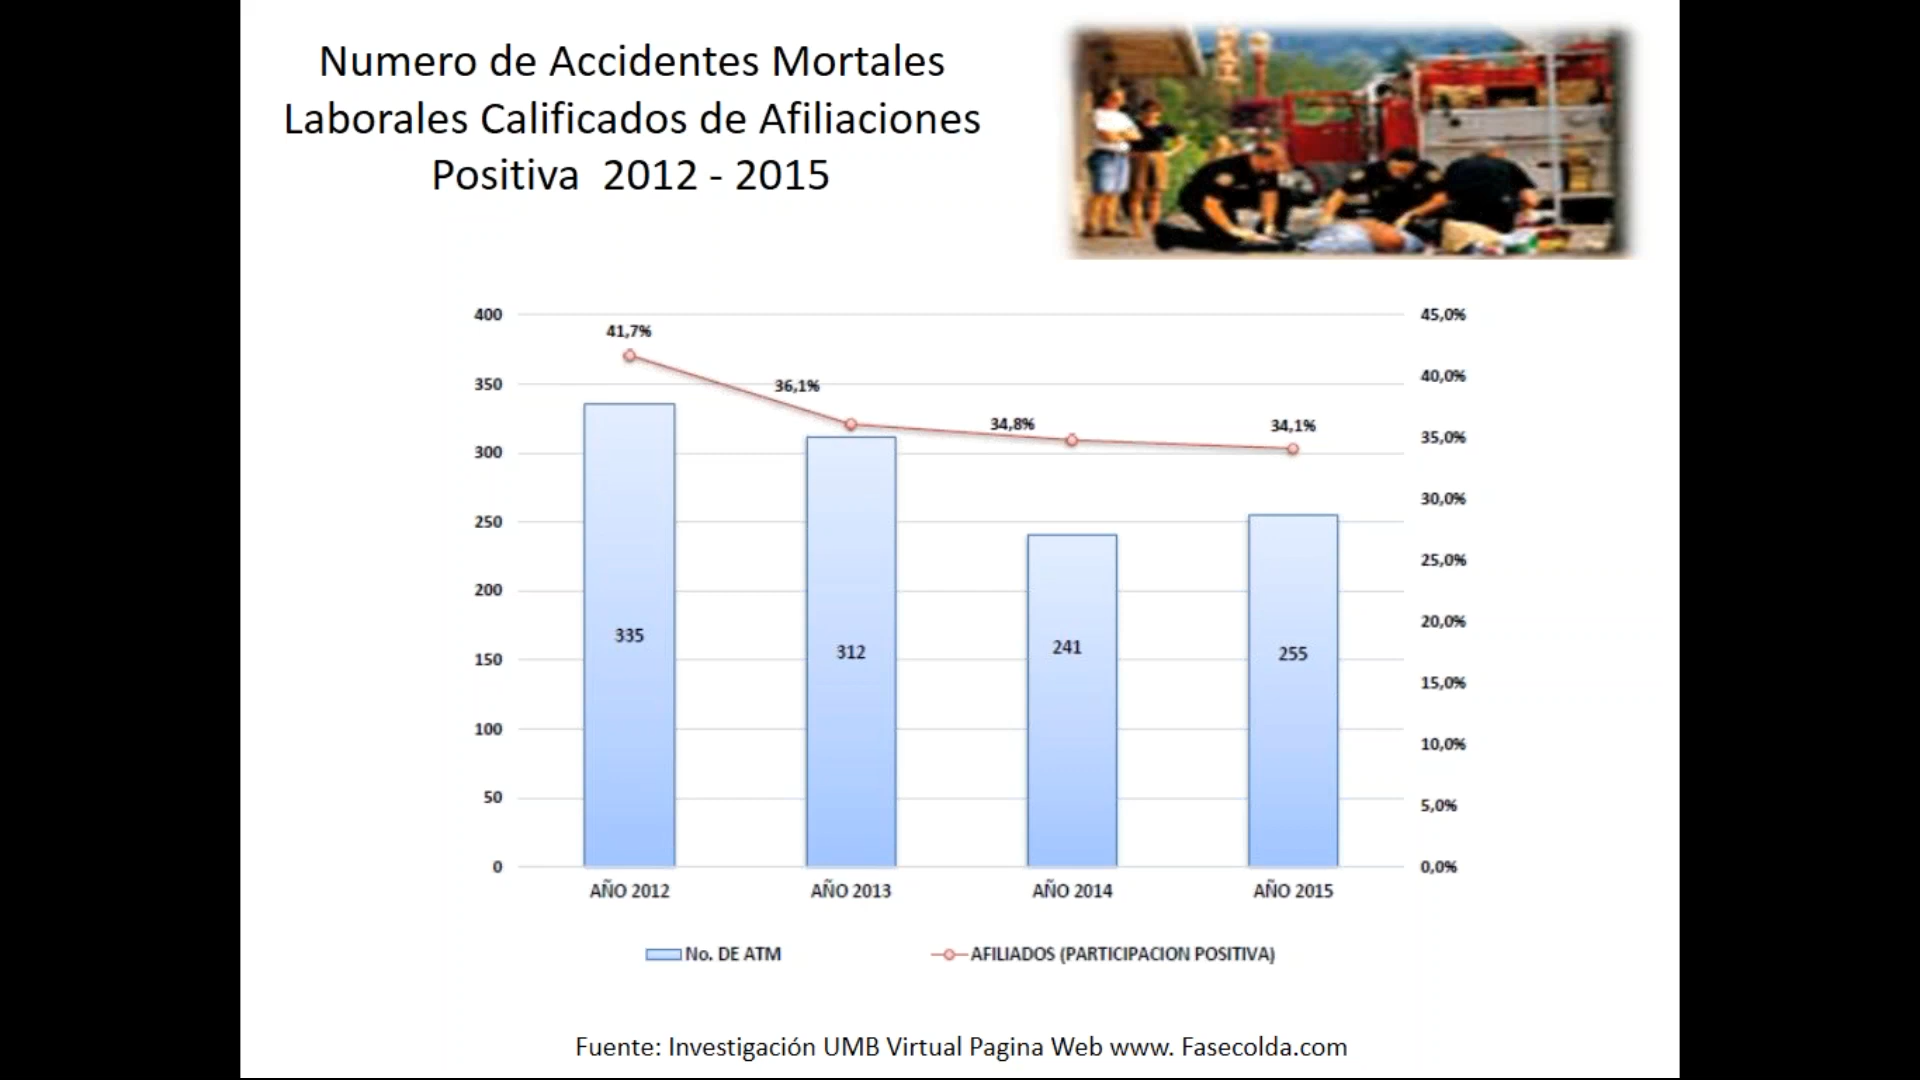 Numero de Accidentes Mortales
Laborales Calificados de Afiliaciones
Positiva 2012 - 2015
400
350
300
250
200
150
100
50
0
45,0%
40,0%
35,0%
30,0%
25,0%
20,0%
15,0%
10,0%
5,0%
0,0%
41,7%
36,1%
34,8%
34,1%
335
312
241
255
AÑO 2012
AÑO 2013
AÑO 2014
AÑO 2015
No. DE ATM
AFILIADOS (PARTICIPACION POSITIVA)
Fuente: Investigación UMB Virtual Pagina Web www. Fasecolda.com